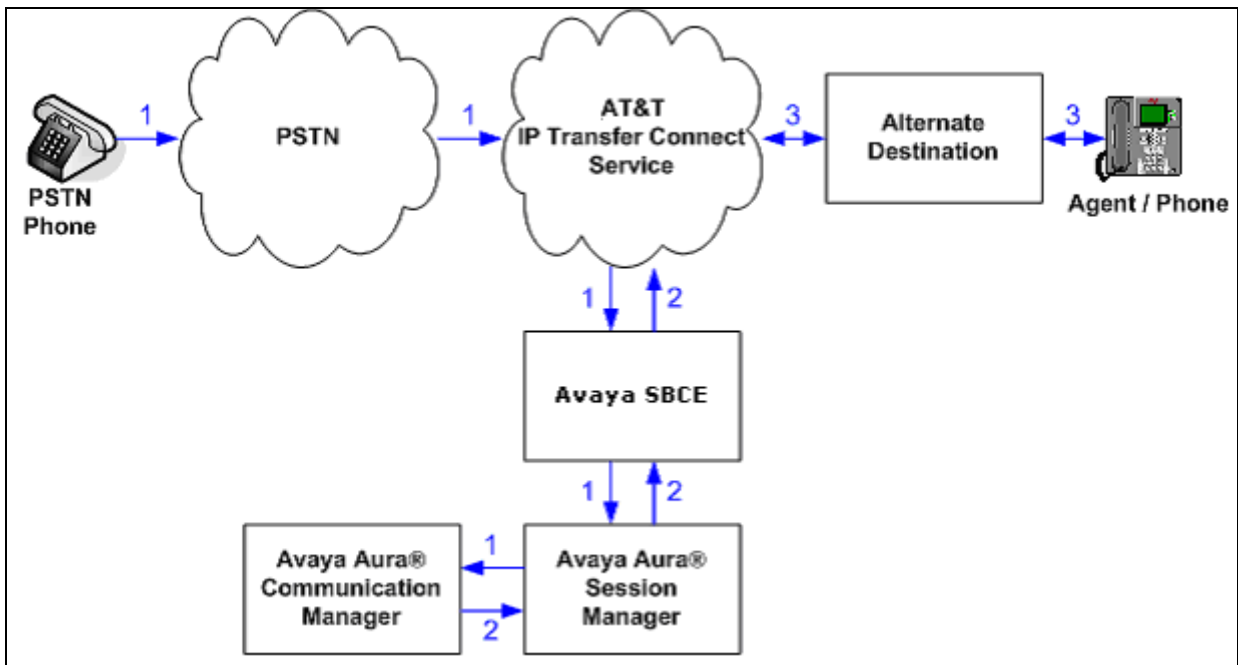 1
PSTN
Phone
PSTN
1
AT&T
IP Transfer Connect
Service
3
Alternate
Destination
3
Agent / Phone
1
2
Avaya SBCE
1
2
Avaya Aura®
Communication
Manager
1
2
Avaya Aura®
Session
Manager